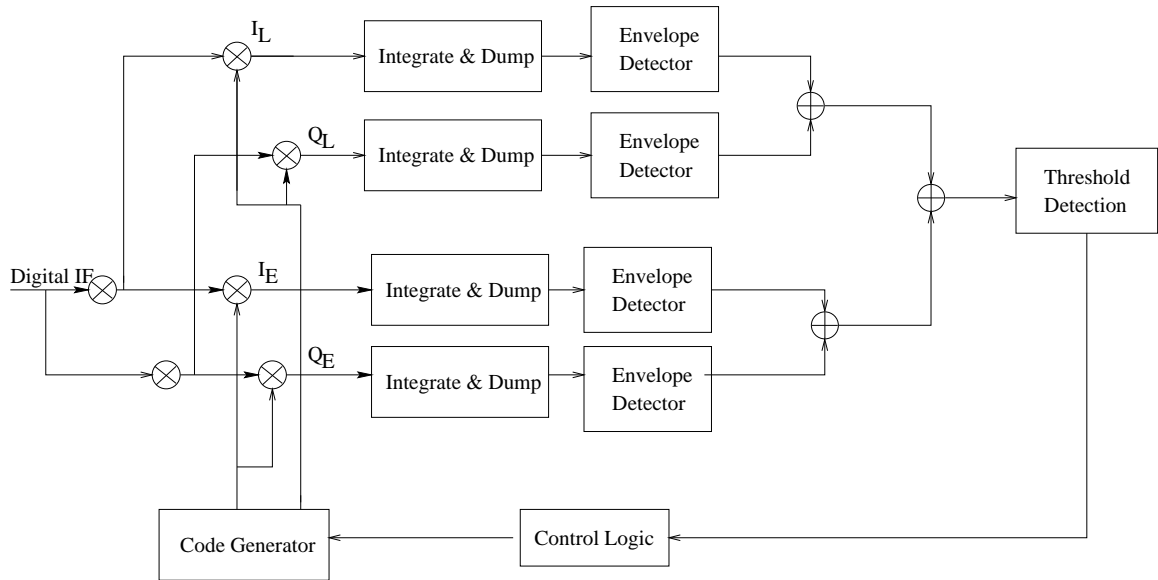 I_L
Integrate & Dump
Envelope
Detector
Q_L
Integrate & Dump
Envelope
Detector
Threshold
Detection
Digital IF
I_E
Integrate & Dump
Envelope
Detector
Q_E
Integrate & Dump
Envelope
Detector
Code Generator
Control Logic